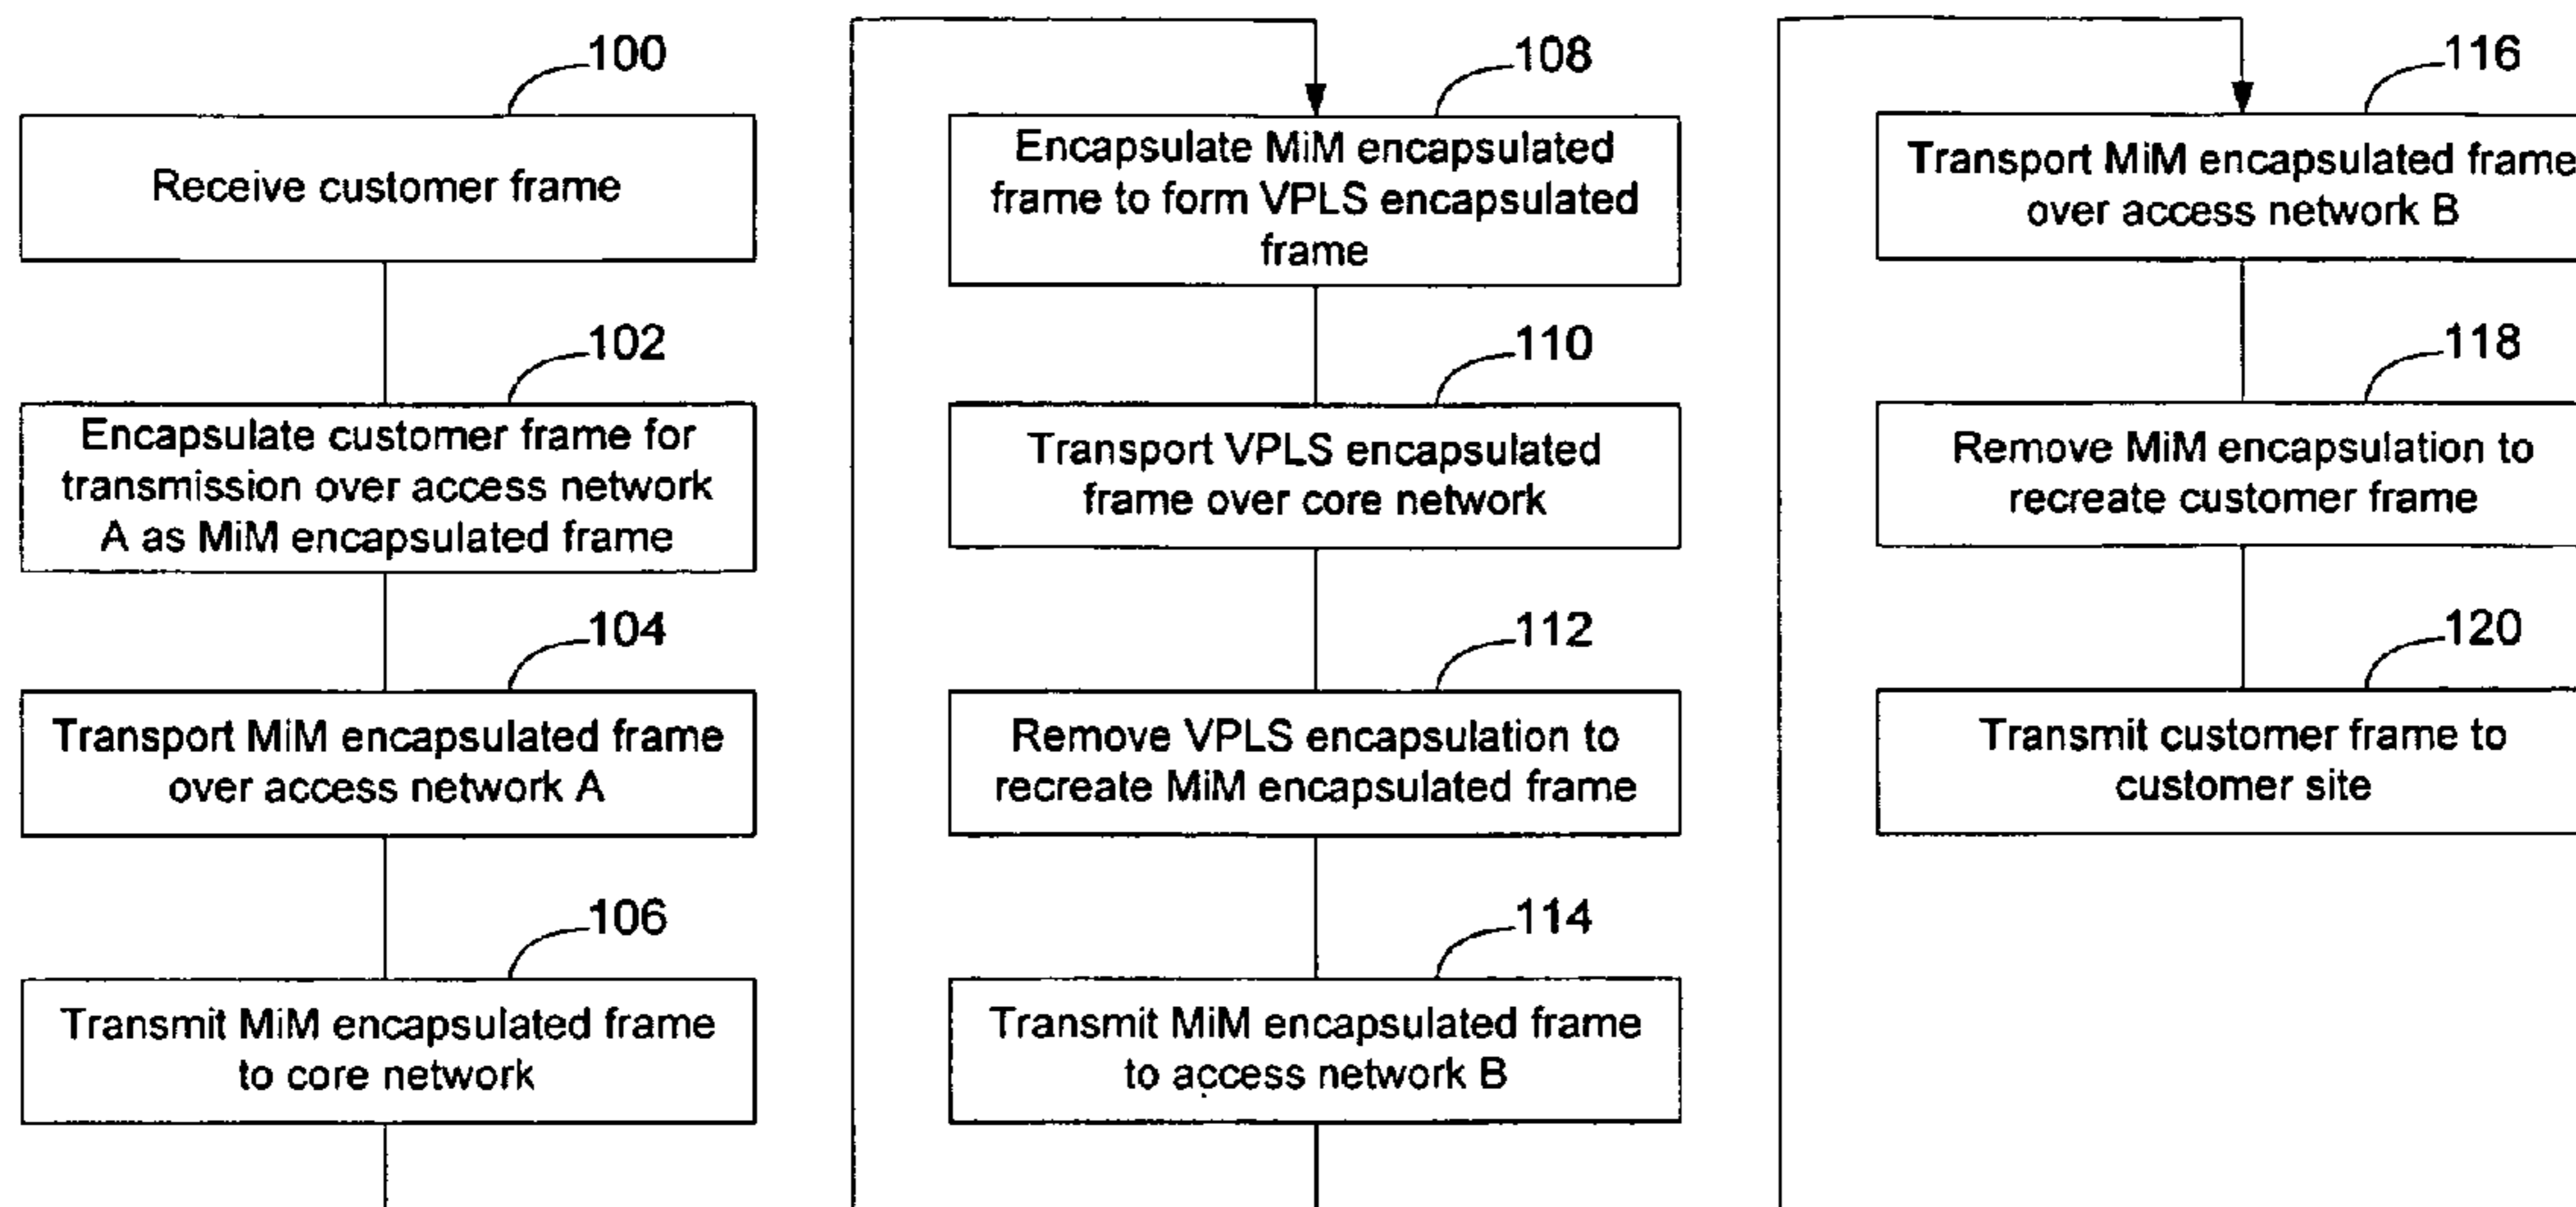 100
Receive customer frame
102
Encapsulate customer frame for
transmission over access network
A as MiM encapsulated frame
104
Transport MiM encapsulated frame
over access network A
106
Transmit MiM encapsulated frame
to core network
108
Encapsulate MiM encapsulated
frame to form VPLS encapsulated
frame
110
Transport VPLS encapsulated
frame over core network
112
Remove VPLS encapsulation to
recreate MiM encapsulated frame
114
Transmit MiM encapsulated frame
to access network B
116
Transport MiM encapsulated frame
over access network B
118
Remove MiM encapsulation to
recreate customer frame
120
Transmit customer frame to
customer site